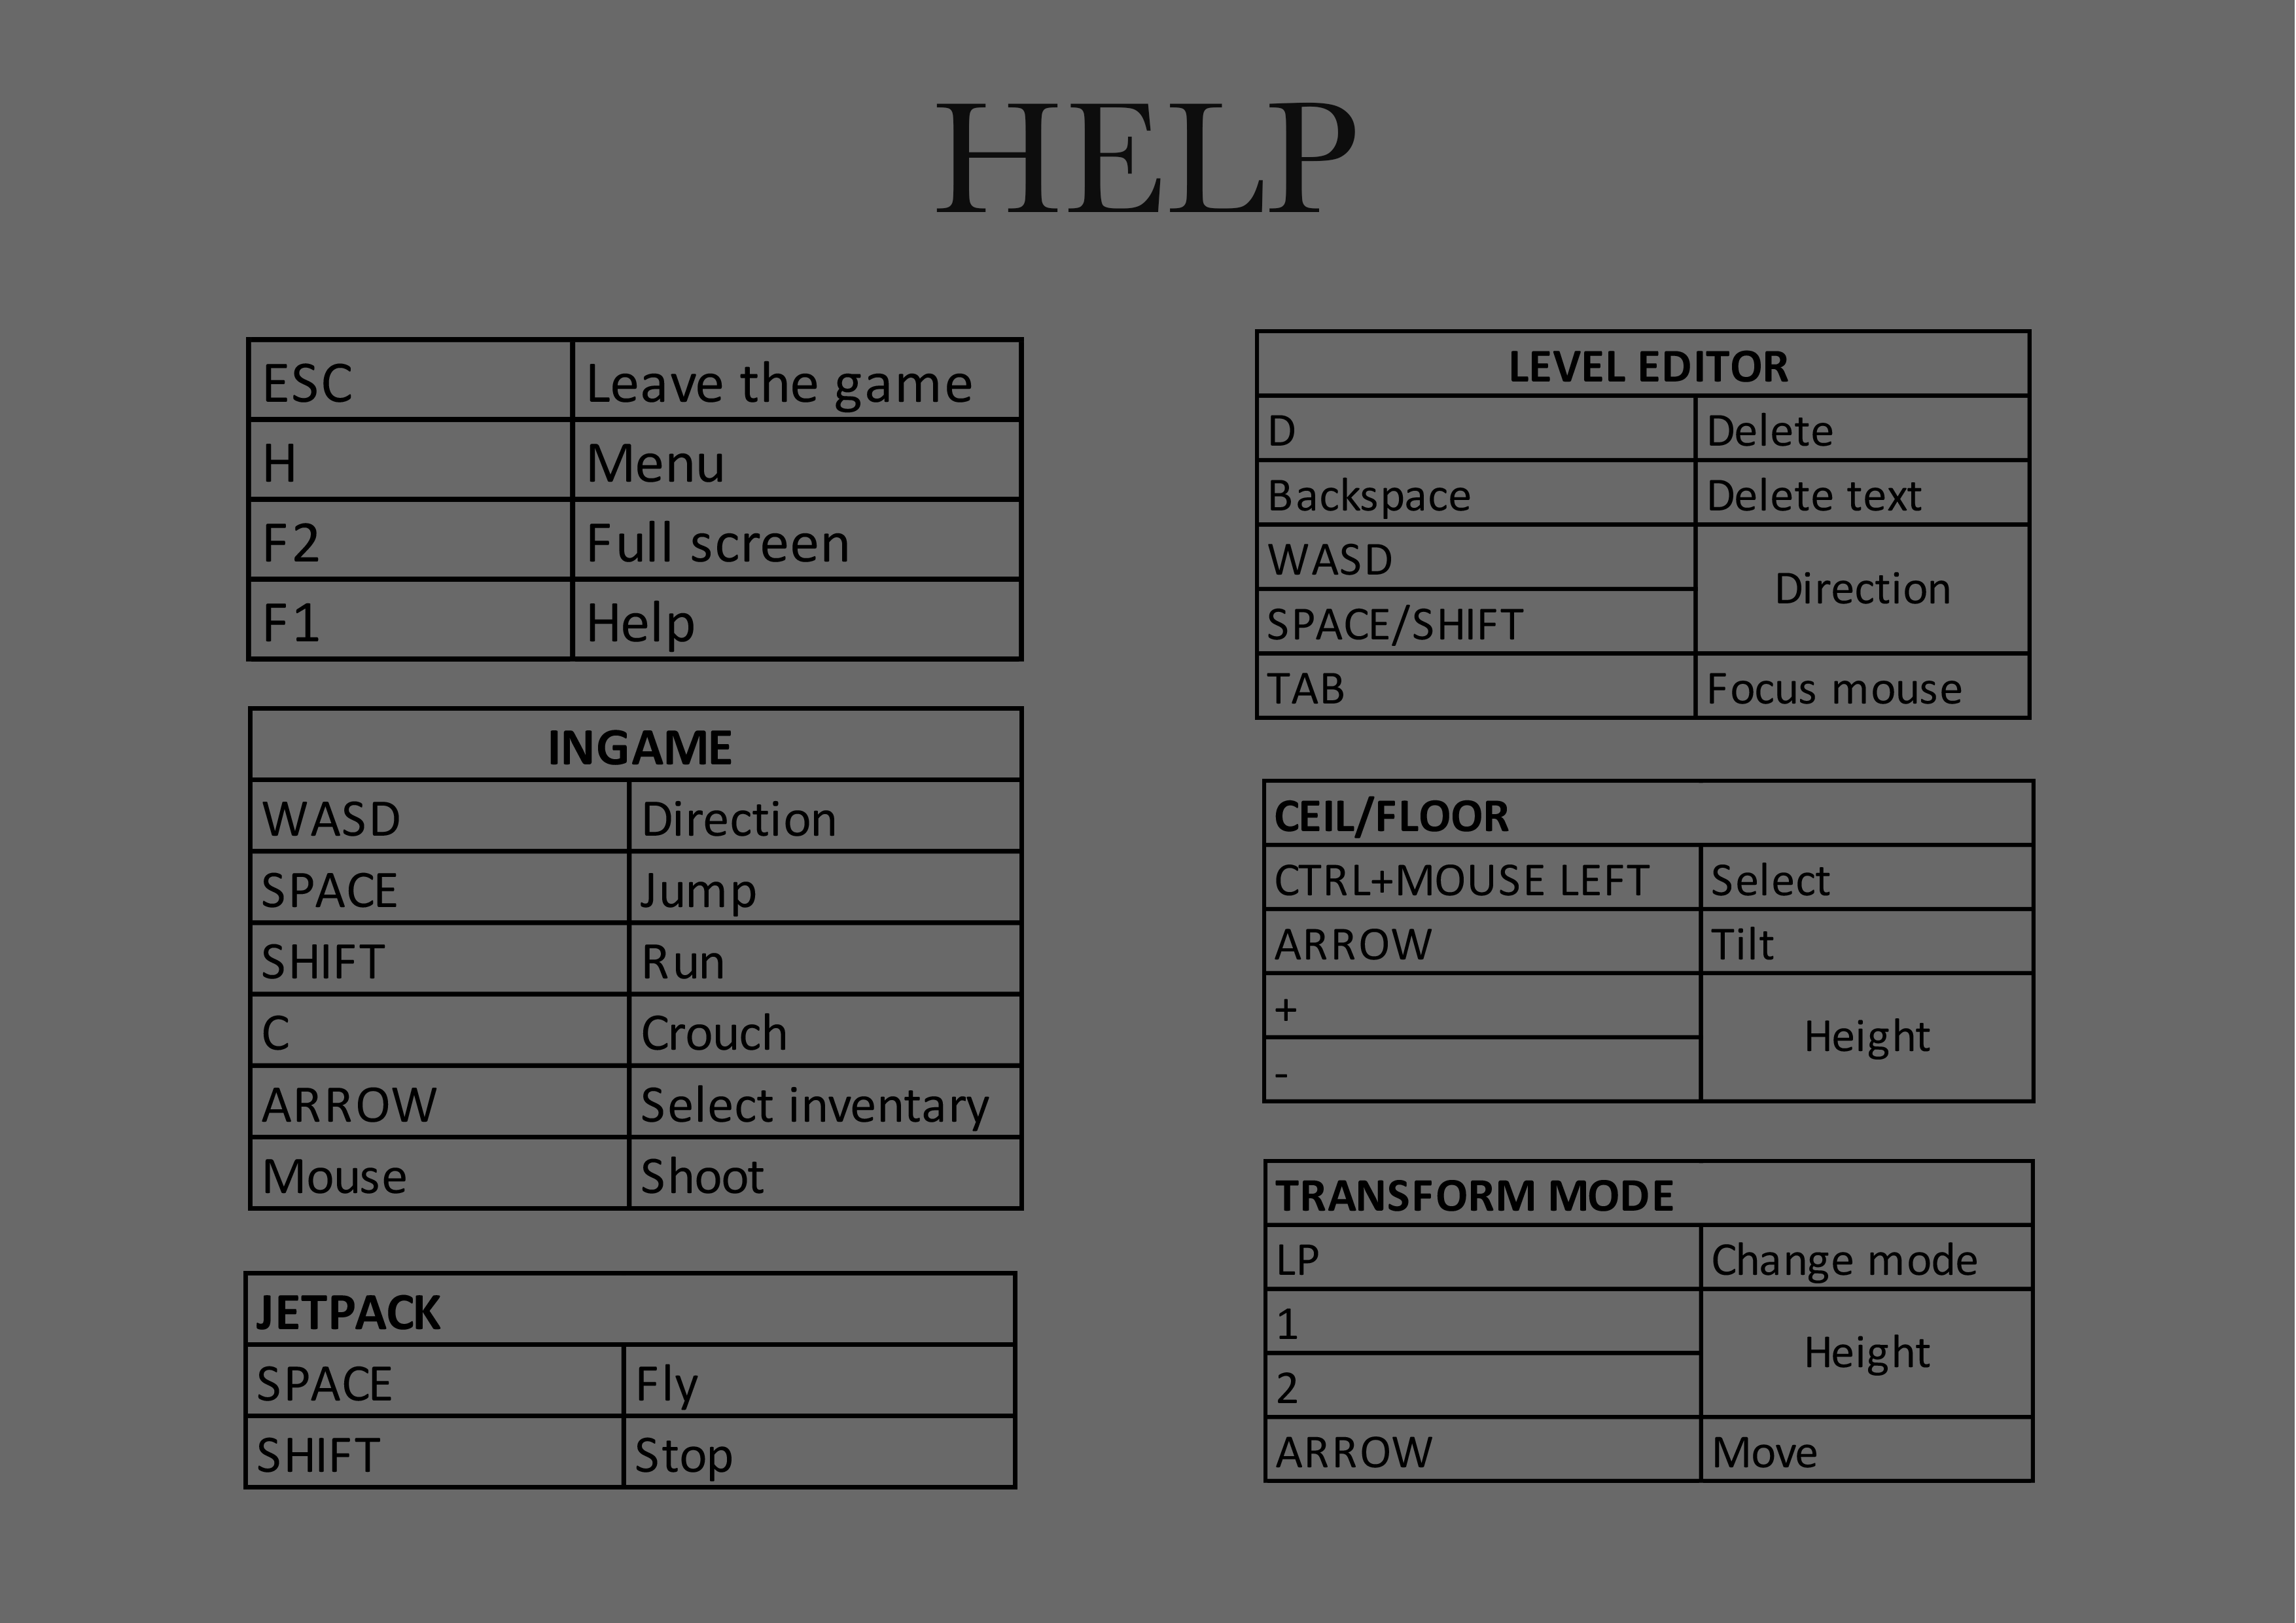 HELP
ESC Leave the game
H Menu
F2 Full screen
F1 Help
INGAME
WASD Direction
SPACE Jump
SHIFT Run
C Crouch
ARROW Select inventary
Mouse Shoot
JETPACK
SPACE Fly
SHIFT Stop
LEVEL EDITOR
D Delete
Backspace Delete text
WASD
Direction
SPACE/SHIFT
TAB Focus mouse
CEIL/FLOOR
CTRL+MOUSE LEFT Select
ARROW Tilt
+
Height
-
TRANSFORM MODE
LP Change mode
1
Height
2
ARROW Move